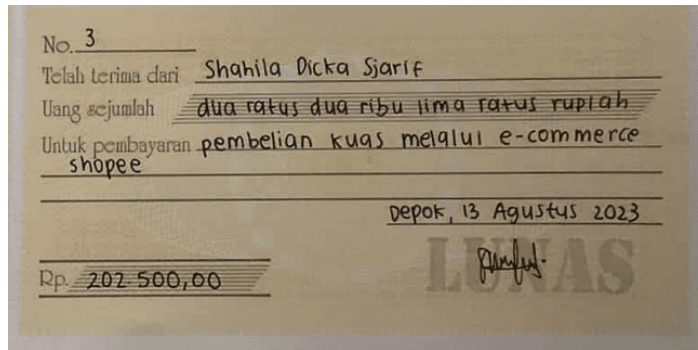 No. 3
Telah terima dari Shahila Dicka Sjarif
Uang sejumlah dua ratus dua ribu lima ratus rupiah
Untuk pembayaran pembelian kuas melalui e-commerce
shopee
Depok, 13 Agustus 2023
LUNAS
Rp. 202.500,00